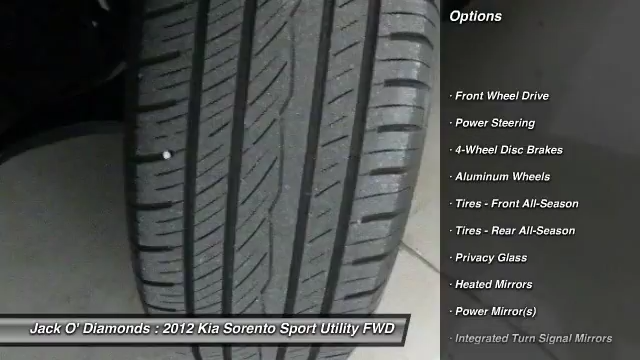 Options
· Front Wheel Drive
· Power Steering
· 4-Wheel Disc Brakes
· Aluminum Wheels
· Tires - Front All-Season
· Tires - Rear All-Season
· Privacy Glass
· Heated Mirrors
· Power Mirror(s)
· Integrated Turn Signal Mirrors
Jack O' Diamonds : 2012 Kia Sorento Sport Utility FWD